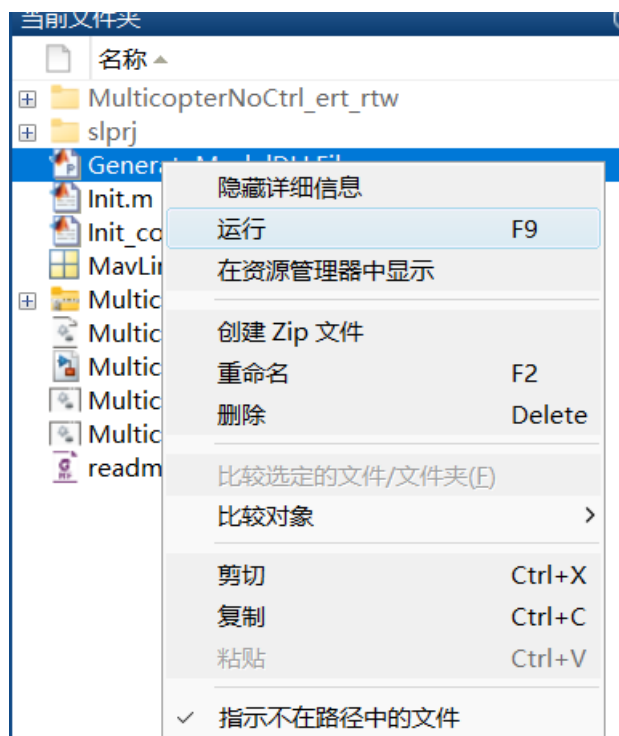 当前文件夹
名称
MulticopterNoCtrl_ert_rtw
slprj
Init.m
隐藏详细信息
运行 F9
在资源管理器中显示
创建 Zip 文件
重命名 F2
删除 Delete
比较选定的文件/文件夹(F)
比较对象
剪切 Ctrl+X
复制 Ctrl+C
粘贴 Ctrl+V
指示不在路径中的文件